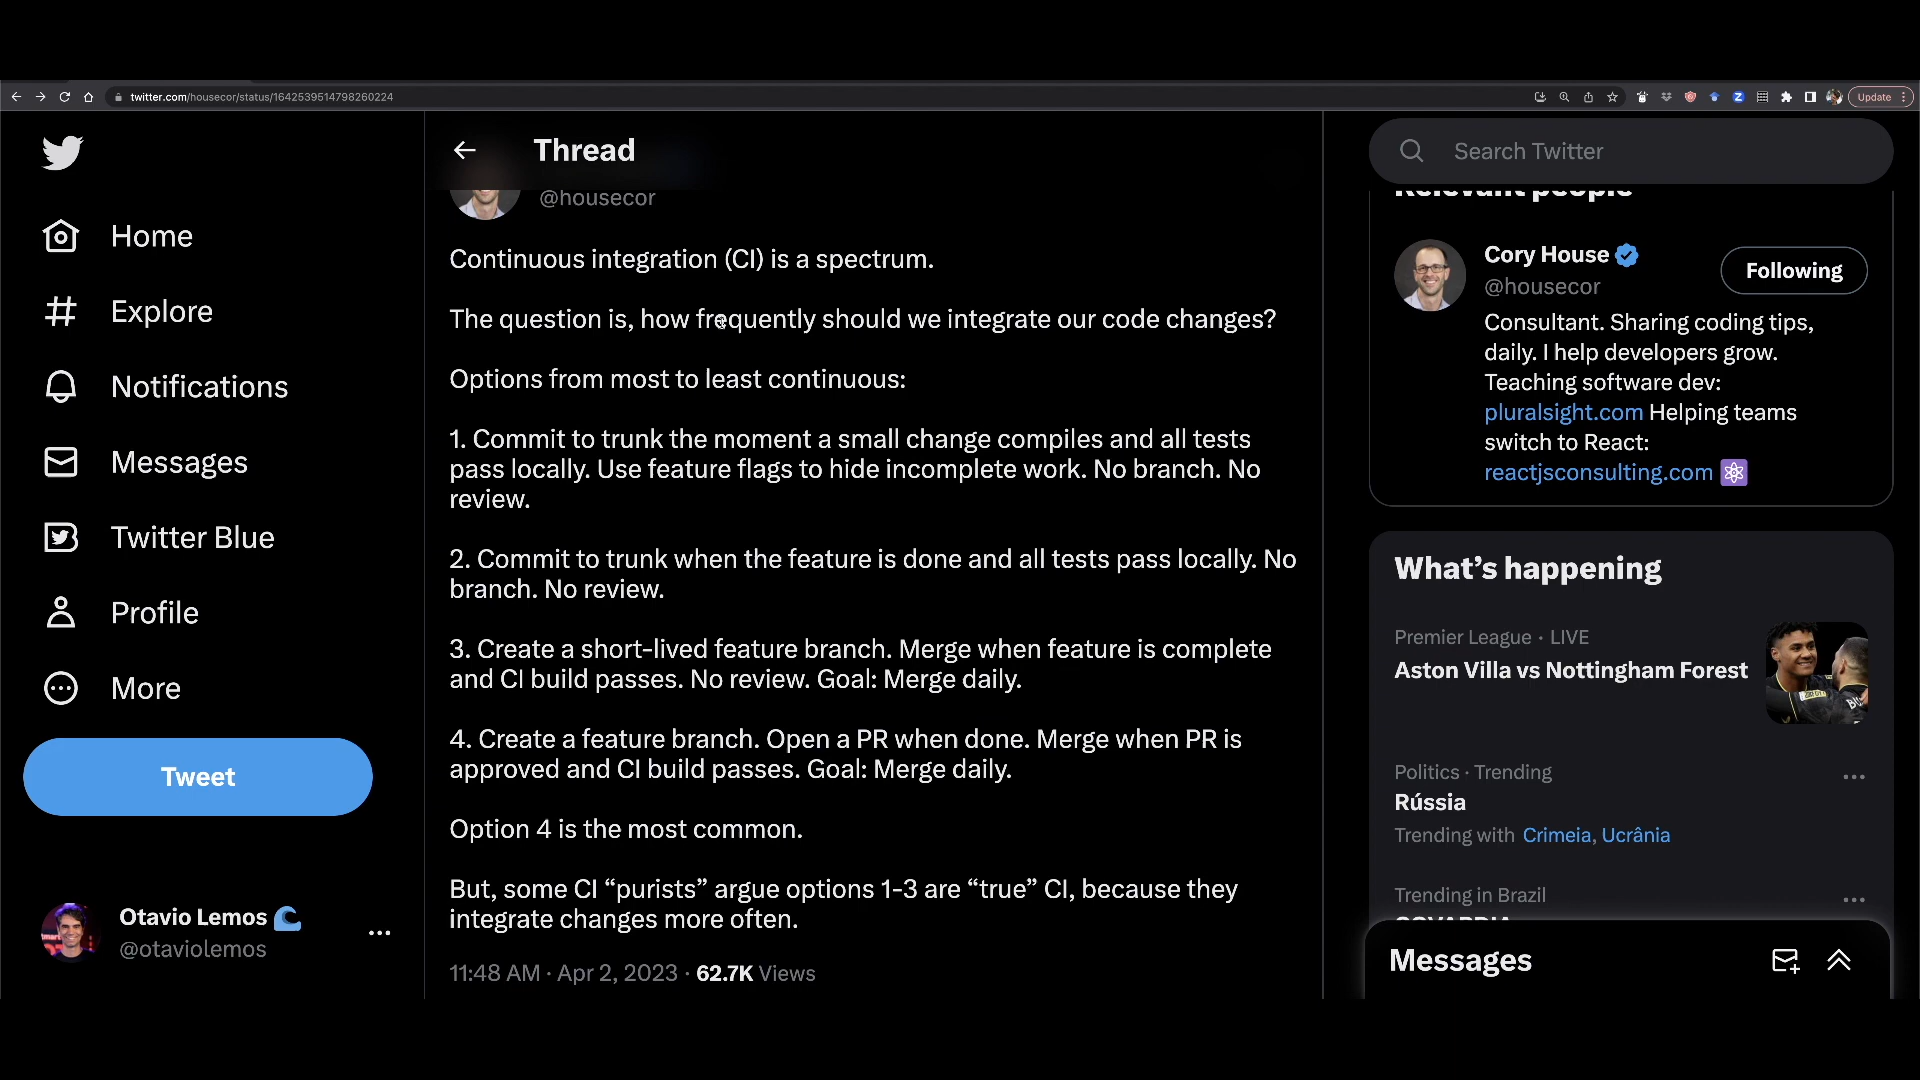 twitter.com/housecor/status/1642539514798260224
Update
Home
Explore
Notifications
Messages
Twitter Blue
Profile
More
Tweet
Otavio Lemos
@otaviolemos
Thread
@housecor
Continuous integration (CI) is a spectrum.
The question is, how frequently should we integrate our code changes?
Options from most to least continuous:
1. Commit to trunk the moment a small change compiles and all tests
pass locally. Use feature flags to hide incomplete work. No branch. No
review.
2. Commit to trunk when the feature is done and all tests pass locally. No
branch. No review.
3. Create a short-lived feature branch. Merge when feature is complete
and CI build passes. No review. Goal: Merge daily.
4. Create a feature branch. Open a PR when done. Merge when PR is
approved and CI build passes. Goal: Merge daily.
Option 4 is the most common.
But, some CI “purists” argue options 1-3 are “true” CI, because they
integrate changes more often.
11:48 AM · Apr 2, 2023 · 62.7K Views
Search Twitter
Relevant people
Cory House
@housecor
Following
Consultant. Sharing coding tips,
daily. I help developers grow.
Teaching software dev:
pluralsight.com Helping teams
switch to React:
reactjsconsulting.com
What’s happening
Premier League · LIVE
Aston Villa vs Nottingham Forest
Politics · Trending
Rússia
Trending with Crimeia, Ucrânia
Trending in Brazil
Messages